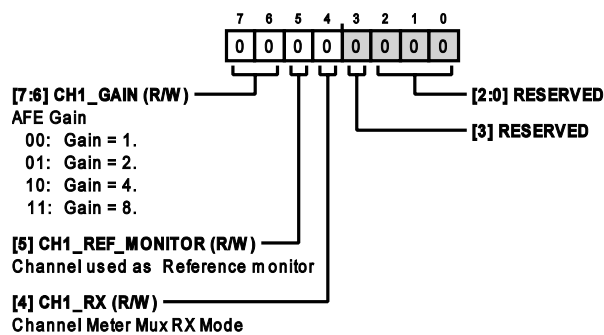 7 6 5 4 3 2 1 0
0 0 0 0 0 0 0 0
[7:6] CH1_GAIN (R/W)
AFE Gain
00: Gain = 1.
01: Gain = 2.
10: Gain = 4.
11: Gain = 8.
[5] CH1_REF_MONITOR (R/W)
Channel used as Reference monitor
[4] CH1_RX (R/W)
Channel Meter Mux RX Mode
[2:0] RESERVED
[3] RESERVED